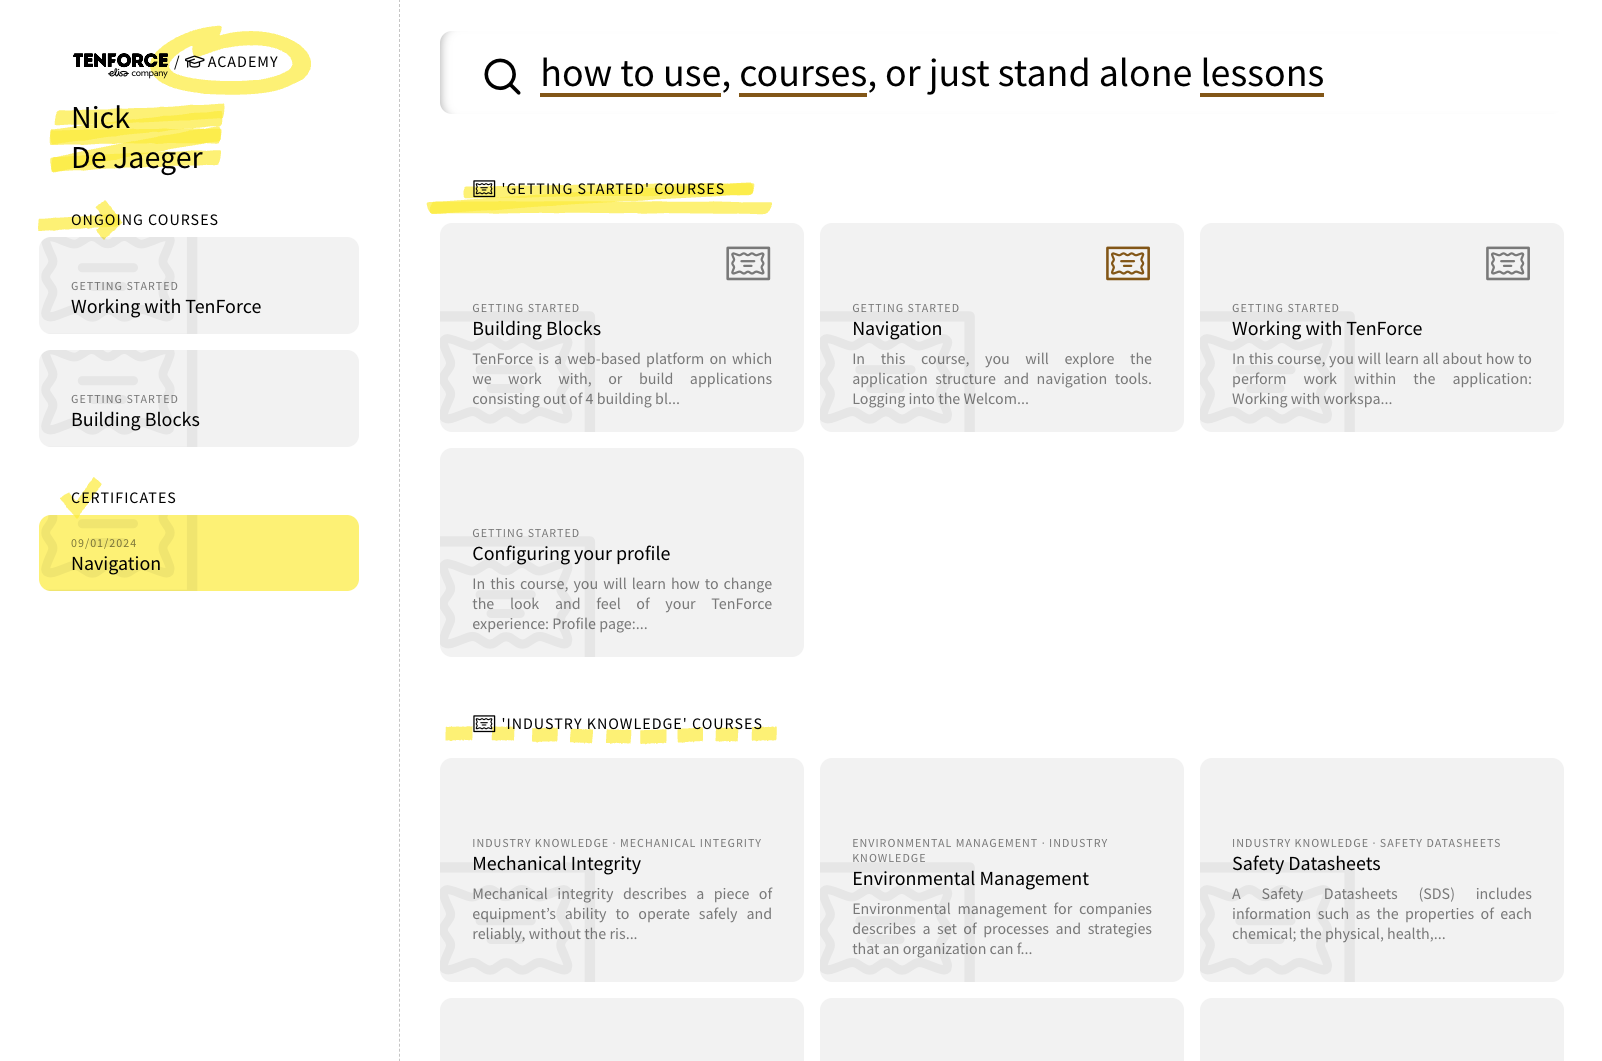 TENFORCE / ACADEMY
elisa company
Nick
De Jaeger
ONGOING COURSES
GETTING STARTED
Working with TenForce
GETTING STARTED
Building Blocks
CERTIFICATES
09/01/2024
Navigation
how to use, courses, or just stand alone lessons
'GETTING STARTED' COURSES
GETTING STARTED
Building Blocks
TenForce is a web-based platform on which
we work with, or build applications
consisting out of 4 building bl...
GETTING STARTED
Navigation
In this course, you will explore the
application structure and navigation tools.
Logging into the Welcom...
GETTING STARTED
Working with TenForce
In this course, you will learn all about how to
perform work within the application:
Working with workspa...
GETTING STARTED
Configuring your profile
In this course, you will learn how to change
the look and feel of your TenForce
experience: Profile page:...
'INDUSTRY KNOWLEDGE' COURSES
INDUSTRY KNOWLEDGE · MECHANICAL INTEGRITY
Mechanical Integrity
Mechanical integrity describes a piece of
equipment’s ability to operate safely and
reliably, without the ris...
ENVIRONMENTAL MANAGEMENT · INDUSTRY
KNOWLEDGE
Environmental Management
Environmental management for companies
describes a set of processes and strategies
that an organization can f...
INDUSTRY KNOWLEDGE · SAFETY DATASHEETS
Safety Datasheets
A Safety Datasheets (SDS) includes
information such as the properties of each
chemical; the physical, health,...